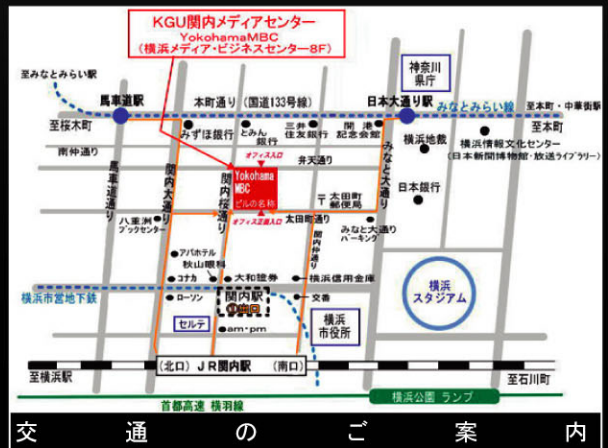 KGU関内メディアセンター
YokohamaMBC
(横浜メディア・ビジネスセンター8F)
神奈川
県庁
至みなとみらい駅
馬車道駅
本町通り(国道133号線)
日本大通り駅
みなとみらい線
至本町・中華街駅
至桜木町
みずほ銀行
とみん
銀行
三井
住友銀行
開港
記念会館
至本町
南仲通り
オフィス入口
弁天通り
横浜地裁
横浜情報文化センター
(日本新聞博物館・放送ライブラリー)
馬車道通り
関内大通り
関内桜通り
Yokohama
MBC
ビルの名称
みなと大通り
〒太田町
郵便局
日本銀行
八重洲
ブックセンター
オフィス正面入口
太田町通り
関内仲通り
みなと大通り
パーキング
アパホテル
秋山眼科
コナカ
大和證券
横浜信用金庫
横浜市営地下鉄
ローソン
関内駅
①出口
交番
横浜
スタジアム
セルテ
am・pm
横浜
市役所
(北口)JR関内駅 (南口)
至横浜駅
至石川町
首都高速 横羽線
横浜公園 ランプ
交通のご案内